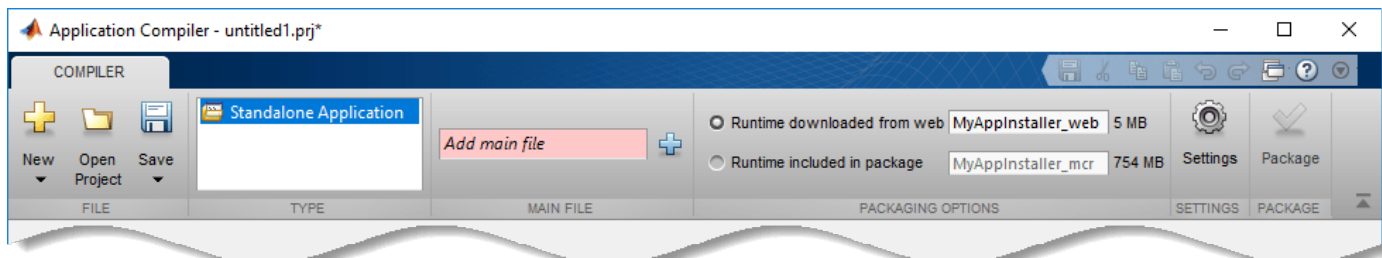 Application Compiler - untitled1.prj*
COMPILER
New
Open
Project
Save
Standalone Application
Add main file
Runtime downloaded from web MyAppInstaller_web 5 MB
Runtime included in package MyAppInstaller_mcr 754 MB
Settings
Package
FILE TYPE MAIN FILE PACKAGING OPTIONS SETTINGS PACKAGE